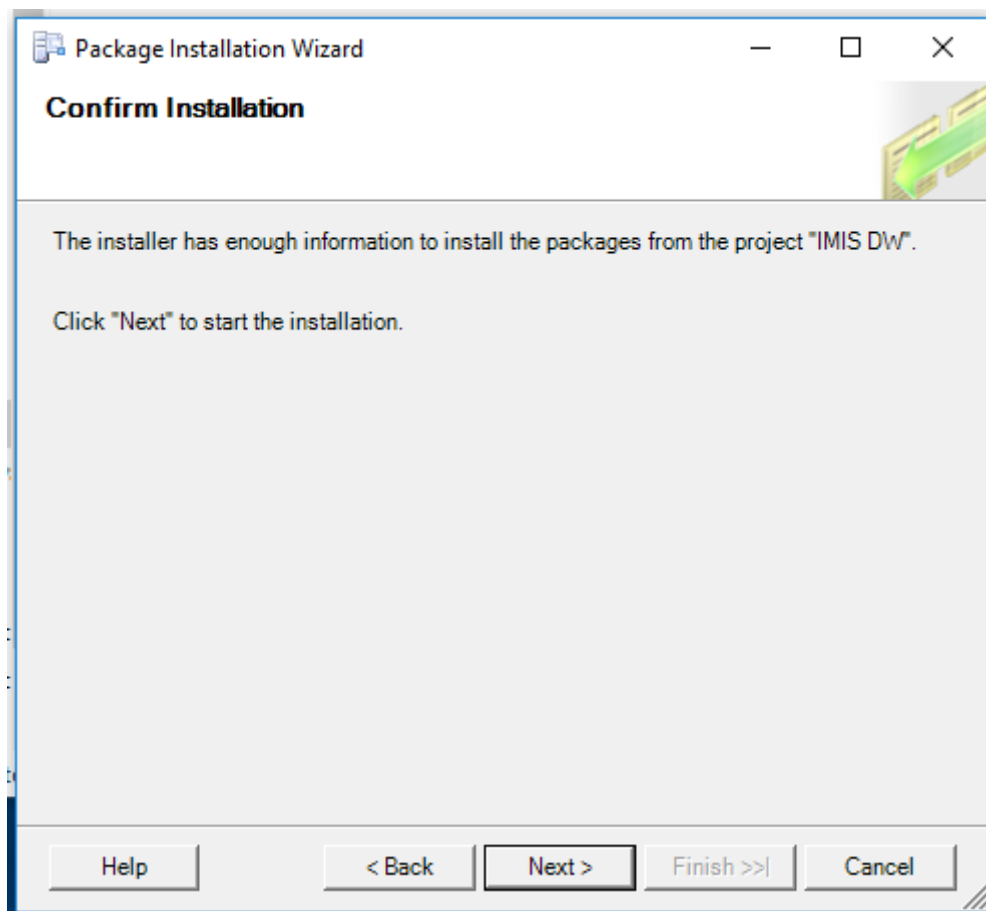 Package Installation Wizard
Confirm Installation
The installer has enough information to install the packages from the project "IMIS DW".
Click "Next" to start the installation.
Help
< Back
Next >
Finish >>|
Cancel